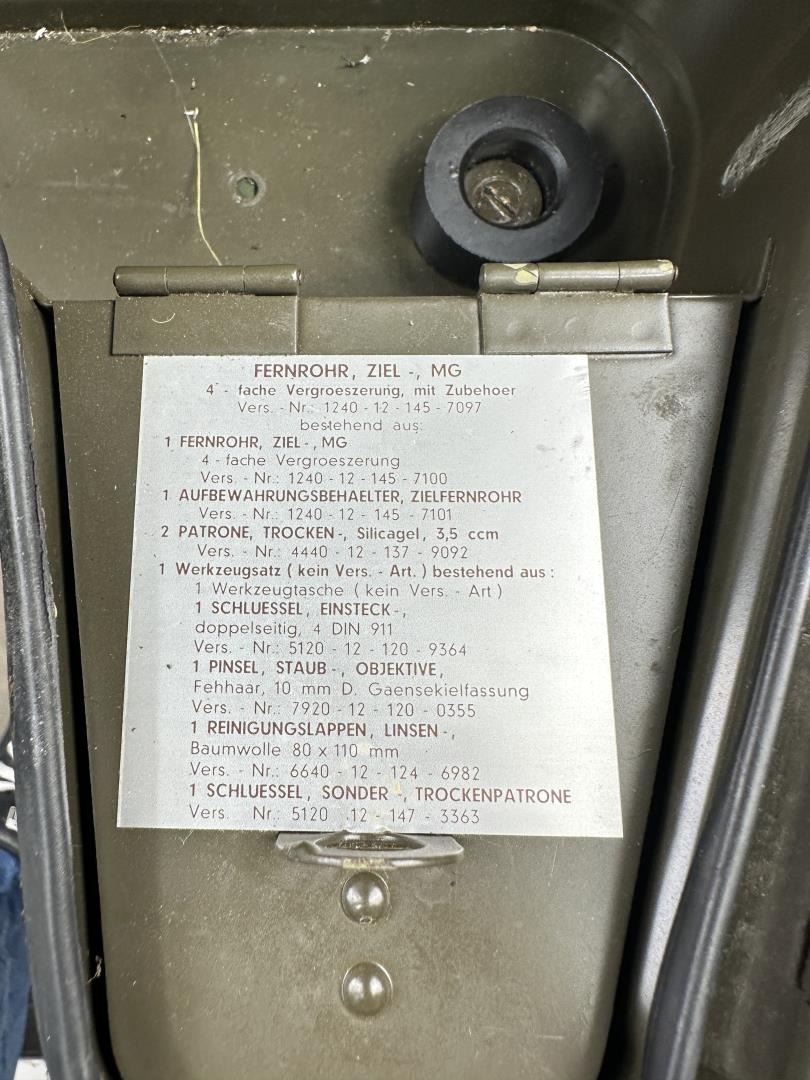 FERNROHR, ZIEL -, MG
4 - fache Vergroeszerung, mit Zubehoer
Vers. - Nr.: 1240 - 12 - 145 - 7097
bestehend aus:
1 FERNROHR, ZIEL -, MG
4 - fache Vergroeszerung
Vers. - Nr.: 1240 - 12 - 145 - 7100
1 AUFBEWAHRUNGSBEHAELTER, ZIELFERNROHR
Vers. - Nr.: 1240 - 12 - 145 - 7101
2 PATRONE, TROCKEN -, Silicagel, 3,5 ccm
Vers. - Nr.: 4440 - 12 - 137 - 9092
1 Werkzeugsatz ( kein Vers. - Art. ) bestehend aus :
1 Werkzeugtasche ( kein Vers. - Art )
1 SCHLUESSEL, EINSTECK -,
doppelseitig, 4 DIN 911
Vers. - Nr.: 5120 - 12 - 120 - 9364
1 PINSEL, STAUB -, OBJEKTIVE,
Fehhaar, 10 mm D. Gaensekielfassung
Vers. - Nr.: 7920 - 12 - 120 - 0355
1 REINIGUNGSLAPPEN, LINSEN -,
Baumwolle 80 x 110 mm
Vers. - Nr.: 6640 - 12 - 124 - 6982
1 SCHLUESSEL, SONDER -, TROCKENPATRONE
Vers. Nr.: 5120 12 - 147 - 3363